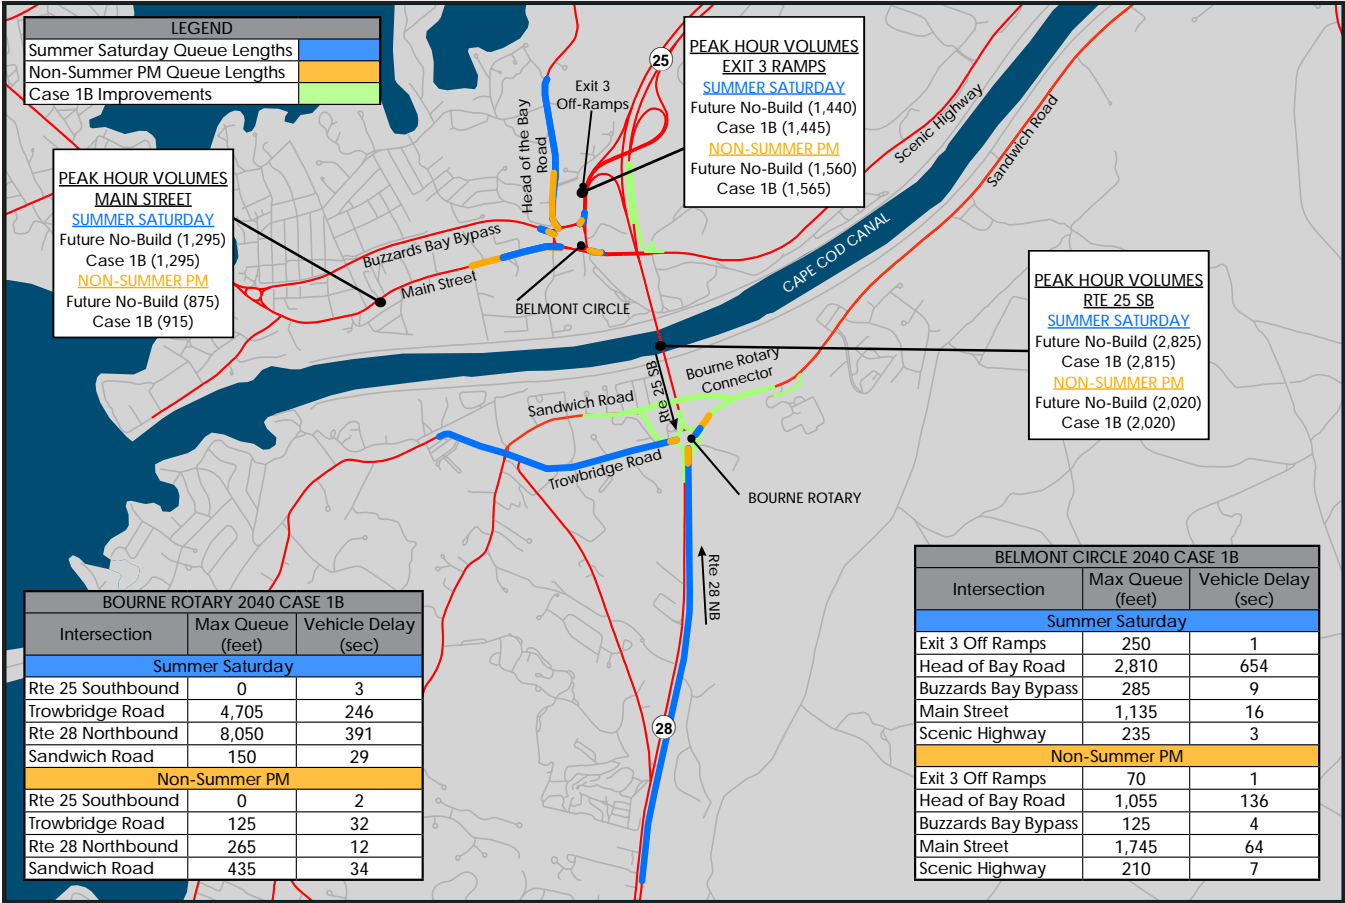 LEGEND
Summer Saturday Queue Lengths
Non-Summer PM Queue Lengths
Case 1B Improvements
PEAK HOUR VOLUMES
EXIT 3 RAMPS
SUMMER SATURDAY
Future No-Build (1,440)
Case 1B (1,445)
NON-SUMMER PM
Future No-Build (1,560)
Case 1B (1,565)
25
Exit 3
Off-Ramps
Head of the Bay
Road
Scenic Highway
Sandwich Road
PEAK HOUR VOLUMES
MAIN STREET
SUMMER SATURDAY
Future No-Build (1,295)
Case 1B (1,295)
NON-SUMMER PM
Future No-Build (875)
Case 1B (915)
Buzzards Bay Bypass
Main Street
BELMONT CIRCLE
CAPE COD CANAL
PEAK HOUR VOLUMES
RTE 25 SB
SUMMER SATURDAY
Future No-Build (2,825)
Case 1B (2,815)
NON-SUMMER PM
Future No-Build (2,020)
Case 1B (2,020)
Rte 25 SB
Bourne Rotary
Connector
Sandwich Road
Trowbridge Road
BOURNE ROTARY
Rte 28 NB
28
BOURNE ROTARY 2040 CASE 1B
Intersection Max Queue (feet) Vehicle Delay (sec)
Summer Saturday
Rte 25 Southbound 0 3
Trowbridge Road 4,705 246
Rte 28 Northbound 8,050 391
Sandwich Road 150 29
Non-Summer PM
Rte 25 Southbound 0 2
Trowbridge Road 125 32
Rte 28 Northbound 265 12
Sandwich Road 435 34
BELMONT CIRCLE 2040 CASE 1B
Intersection Max Queue (feet) Vehicle Delay (sec)
Summer Saturday
Exit 3 Off Ramps 250 1
Head of Bay Road 2,810 654
Buzzards Bay Bypass 285 9
Main Street 1,135 16
Scenic Highway 235 3
Non-Summer PM
Exit 3 Off Ramps 70 1
Head of Bay Road 1,055 136
Buzzards Bay Bypass 125 4
Main Street 1,745 64
Scenic Highway 210 7